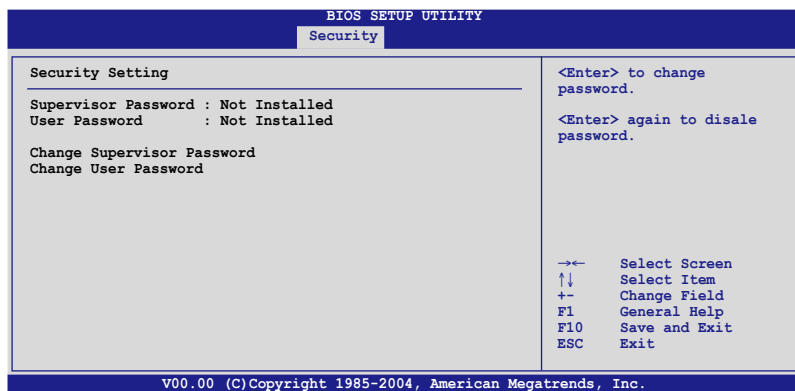 BIOS SETUP UTILITY
Security
Security Setting
Supervisor Password : Not Installed
User Password : Not Installed
Change Supervisor Password
Change User Password
<Enter> to change
password.
<Enter> again to disale
password.
→← Select Screen
↑↓ Select Item
+- Change Field
F1 General Help
F10 Save and Exit
ESC Exit
V00.00 (C)Copyright 1985-2004, American Megatrends, Inc.